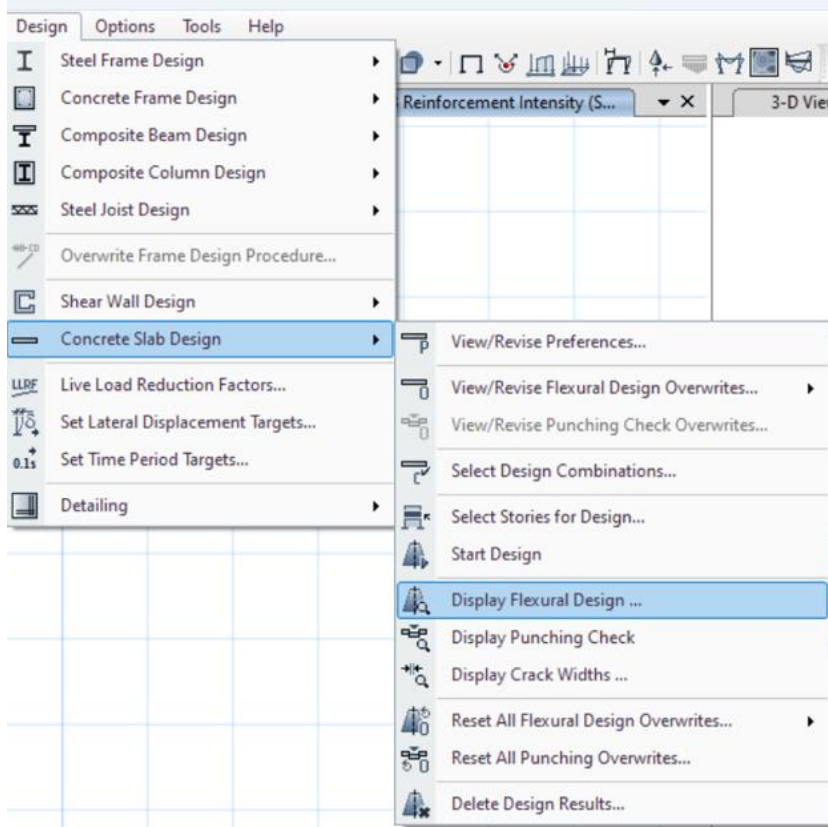 Design Options Tools Help
Steel Frame Design
Concrete Frame Design
Composite Beam Design
Composite Column Design
Steel Joist Design
Overwrite Frame Design Procedure...
Shear Wall Design
Concrete Slab Design
LLRF Live Load Reduction Factors...
Set Lateral Displacement Targets...
0.1s Set Time Period Targets...
Detailing
Reinforcement Intensity (S...
3-D Vie
View/Revise Preferences...
View/Revise Flexural Design Overwrites...
View/Revise Punching Check Overwrites...
Select Design Combinations...
Select Stories for Design...
Start Design
Display Flexural Design ...
Display Punching Check
Display Crack Widths ...
Reset All Flexural Design Overwrites...
Reset All Punching Overwrites...
Delete Design Results...